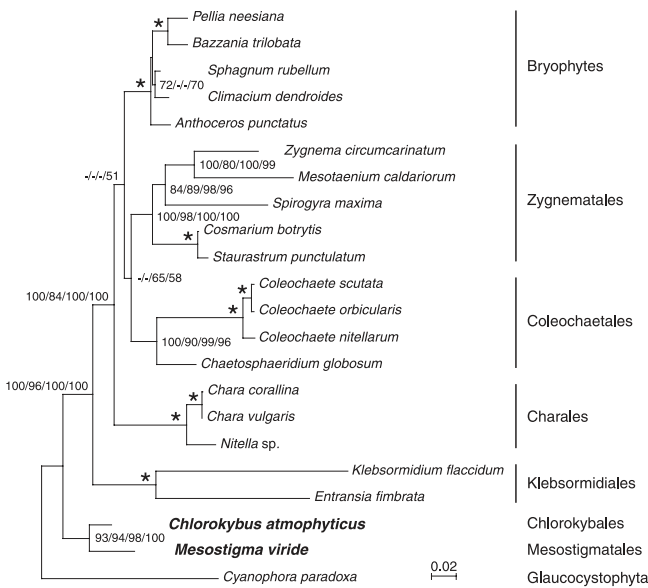 Pellia neesiana
*
Bazzania trilobata
Bryophytes
Sphagnum rubellum
*
72/-/-/70
Climacium dendroides
Anthoceros punctatus
Zygnema circumcarinatum
100/80/100/99
Mesotaenium caldariorum
-/-/-/51
84/89/98/96
Zygnematales
Spirogyra maxima
100/98/100/100
Cosmarium botrytis
*
Staurastrum punctulatum
-/-/65/58
Coleochaete scutata
*
100/84/100/100
*
Coleochaete orbicularis
Coleochaetales
Coleochaete nitellarum
100/90/99/96
Chaetosphaeridium globosum
100/96/100/100
Chara corallina
*
Chara vulgaris
Charales
*
Nitella sp.
Klebsormidium flaccidum
*
Klebsormidiales
Entransia fimbrata
Chlorokybus atmophyticus
Chlorokybales
93/94/98/100
Mesostigma viride
Mesostigmatales
0.02
Cyanophora paradoxa
Glaucocystophyta